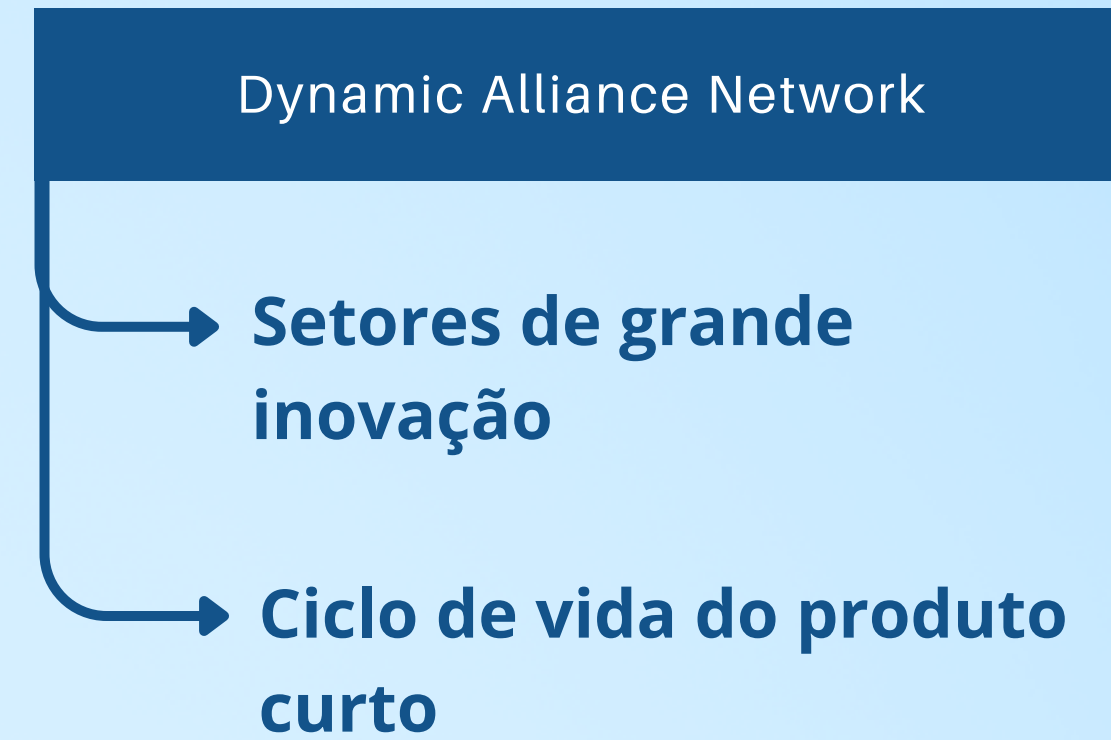 Dynamic Alliance Network
Setores de grande
inovação
Ciclo de vida do produto
curto